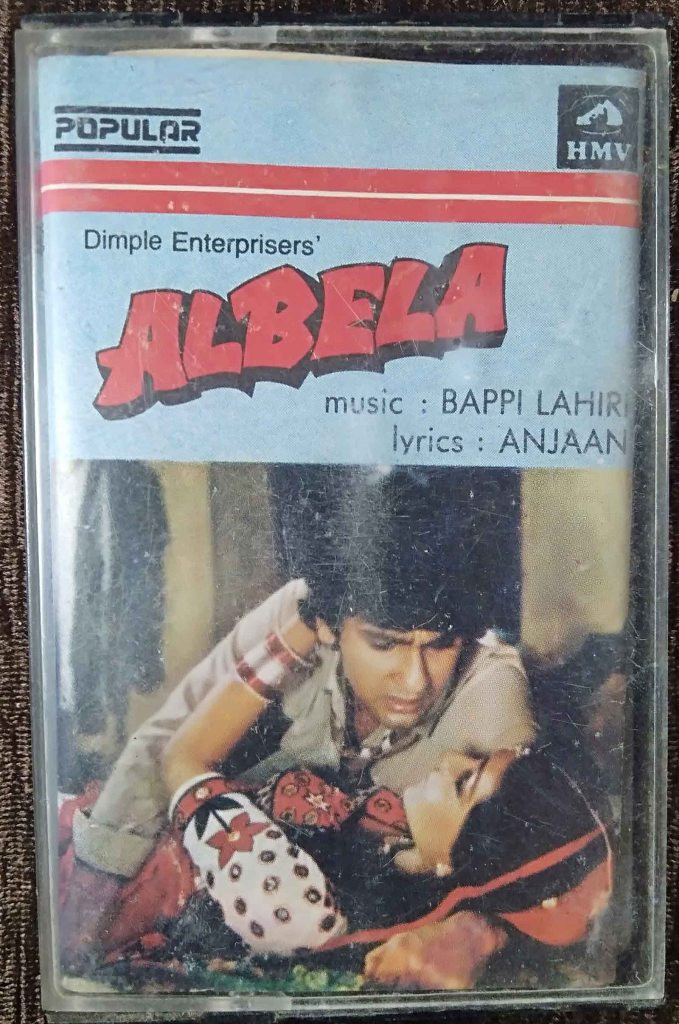 POPULAR
HMV
Dimple Enterprisers'
ALBELA
music : BAPPI LAHIRI
lyrics : ANJAAN